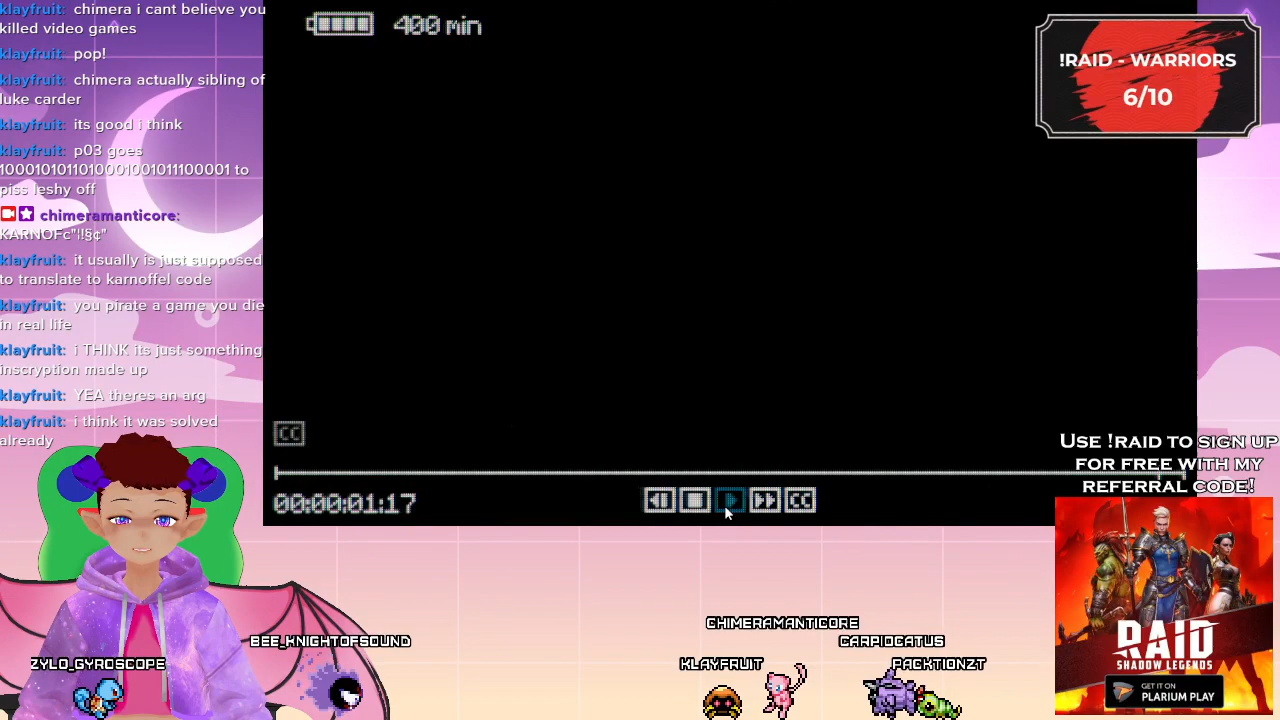 klayfruit: chimera i cant believe you
killed video games
klayfruit: pop!
klayfruit: chimera actually sibling of
luke carder
klayfruit: its good i think
klayfruit: p03 goes
1000101011010001001011100001 to
piss leshy off
chimeramanticore:
KARNOFc"¡!§¢"
klayfruit: it usually is just supposed
to translate to karnoffel code
klayfruit: you pirate a game you die
in real life
klayfruit: i THINK its just something
inscryption made up
klayfruit: YEA theres an arg
klayfruit: i think it was solved
already
400 min
!RAID - WARRIORS
6/10
CC
00:00:01:17
CC
USE !RAID TO SIGN UP
FOR FREE WITH MY
REFERRAL CODE!
RAID
SHADOW LEGENDS
GET IT ON
PLARIUM PLAY
ZYLO_GYROSCOPE
BEE_KNIGHTOFSOUND
CHIMERAMANTICORE
KLAYFRUIT
CARPIOCATUS
PACKTIONZT